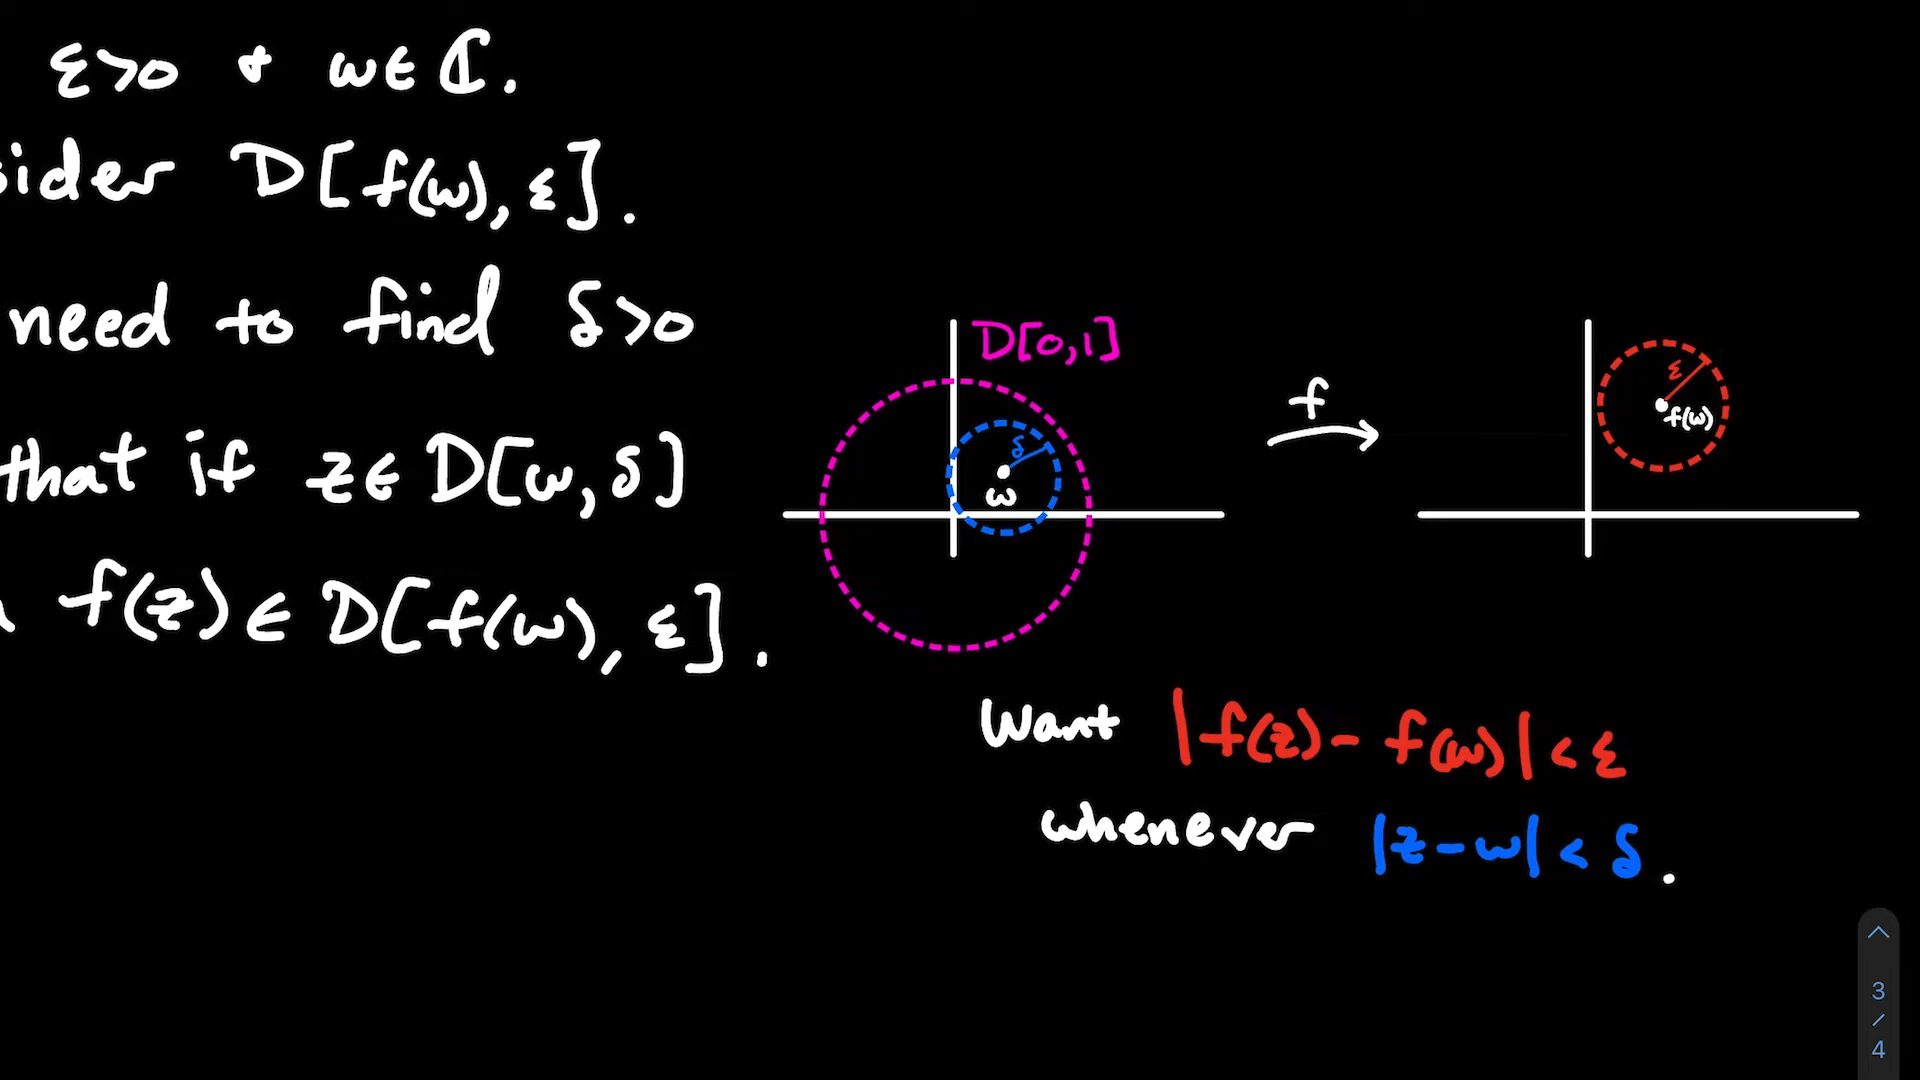 ε>0 & ω∈ℂ.
sider D[f(ω), ε].
need to find δ>0
that if z∈D[ω, δ]
f(z)∈D[f(ω), ε].
D[0,1]
δ
ω
f
ε
f(ω)
Want |f(z)-f(ω)|<ε
whenever |z-ω|<δ.
3
/
4